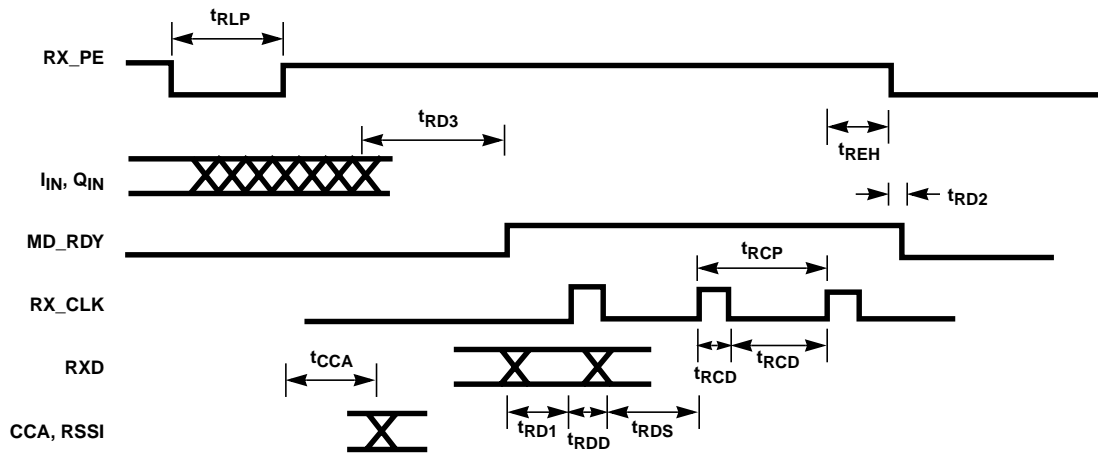 tRLP
RX_PE
tRD3
tREH
IIN, QIN
tRD2
MD_RDY
tRCP
RX_CLK
tCCA
RXD
tRCD
tRCD
tRD1
tRDD
tRDS
CCA, RSSI